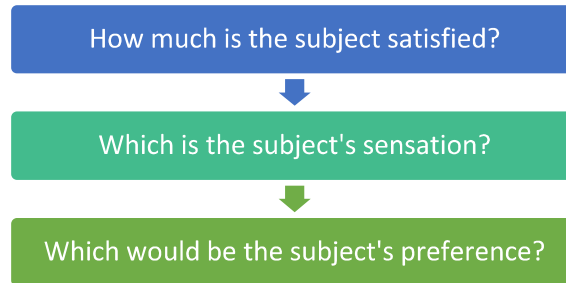 How much is the subject satisfied?
Which is the subject's sensation?
Which would be the subject's preference?